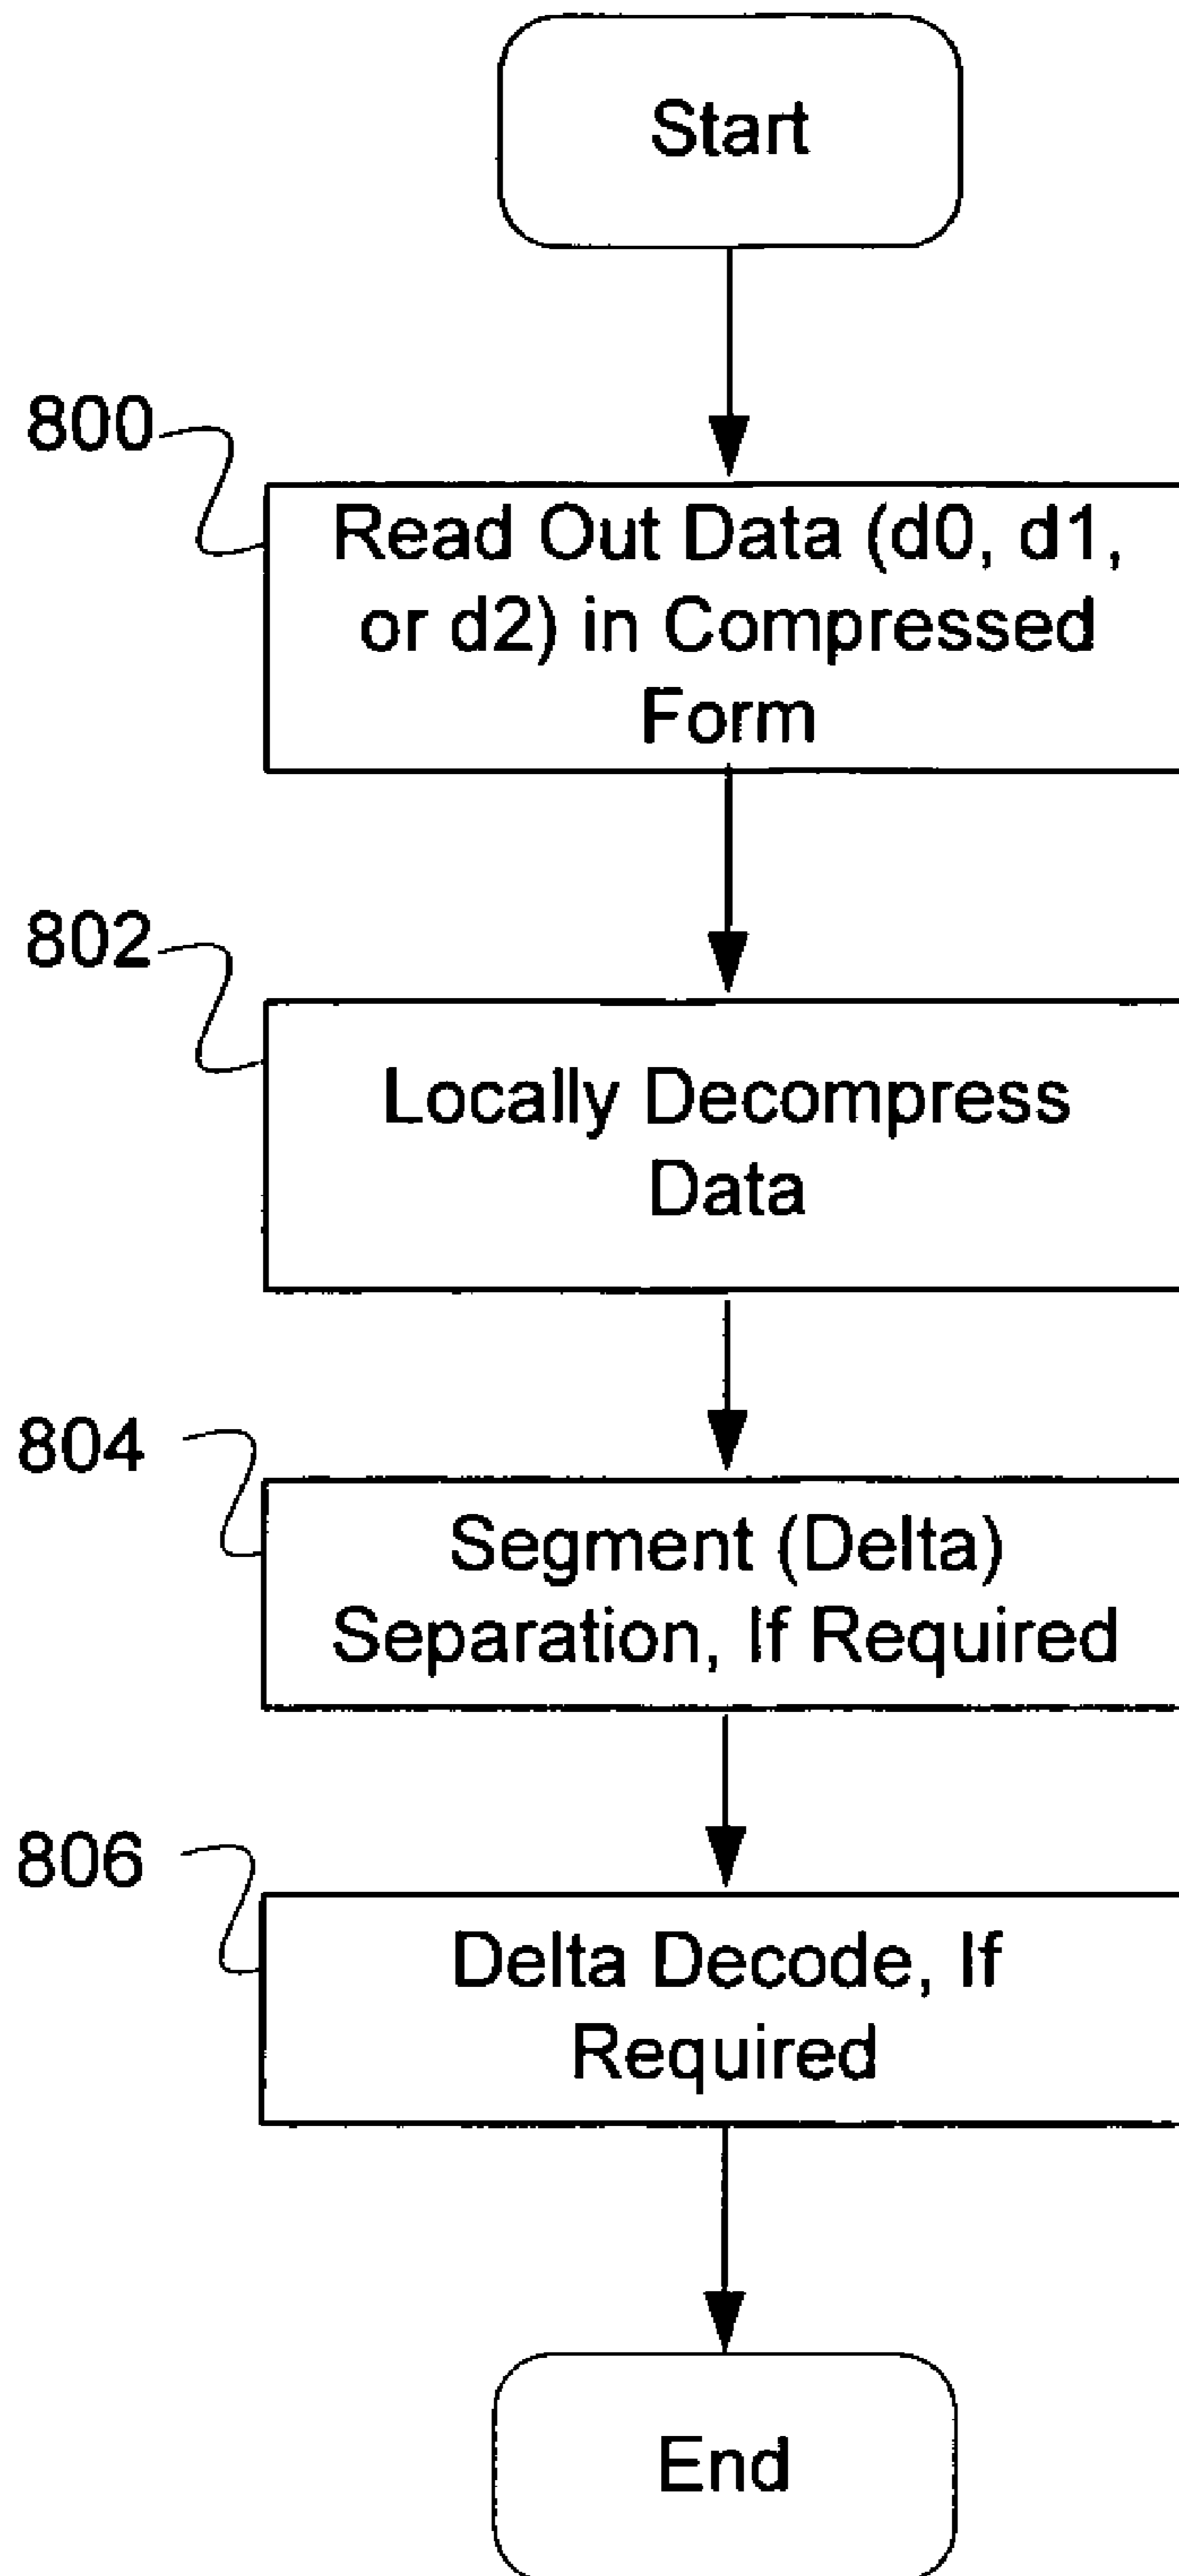 Start
800
Read Out Data (d0, d1,
or d2) in Compressed
Form
802
Locally Decompress
Data
804
Segment (Delta)
Separation, If Required
806
Delta Decode, If
Required
End